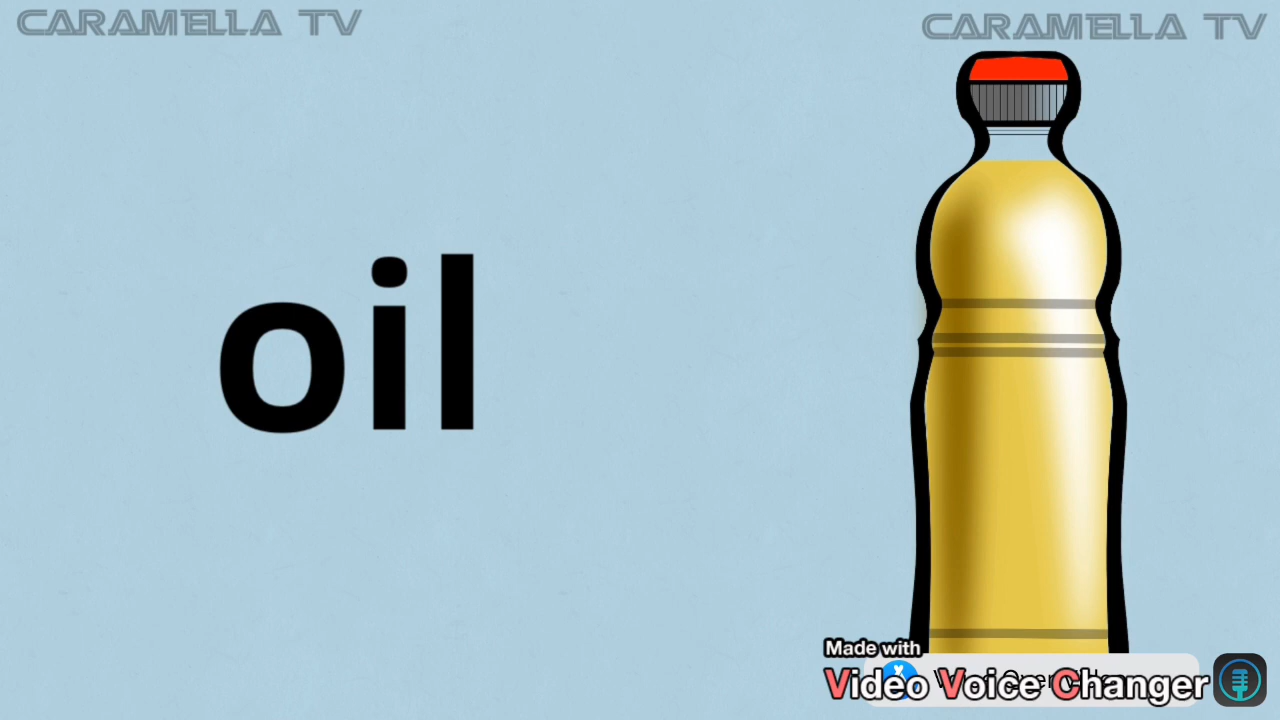 CARAMELLA TV
CARAMELLA TV
oil
Made with
Video Voice Changer